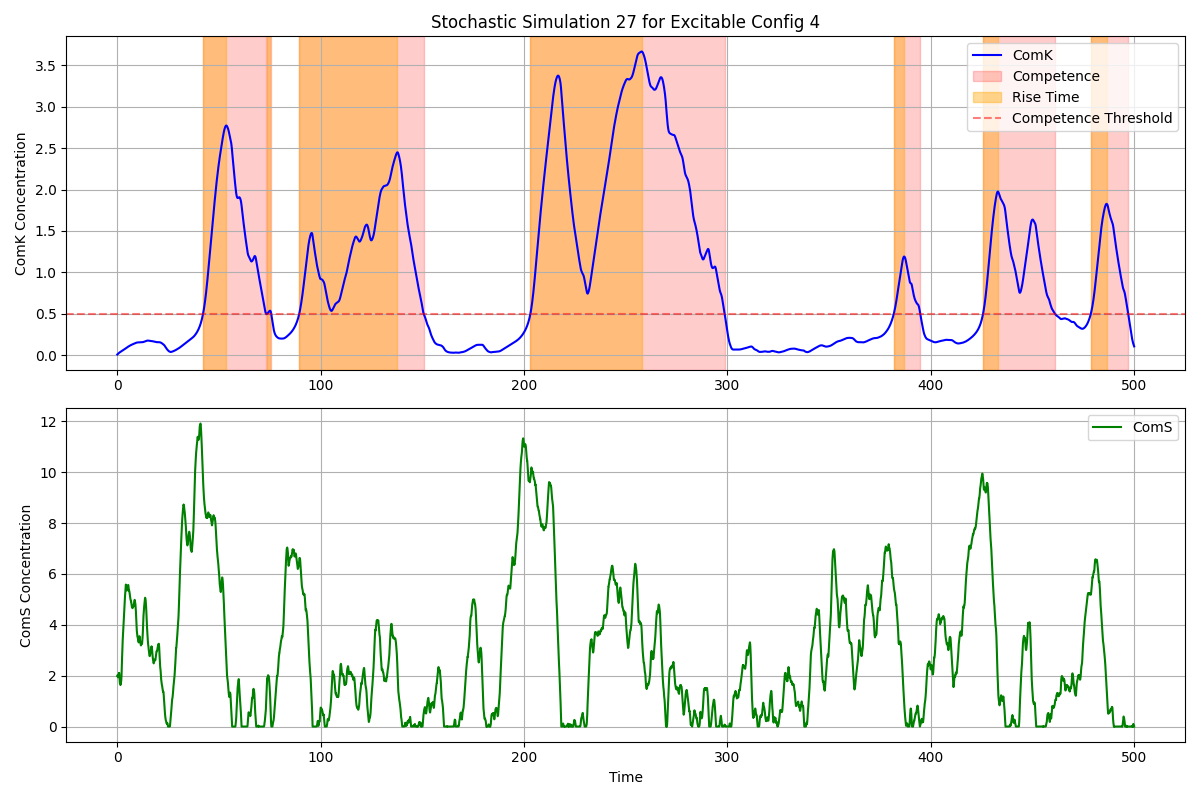 Stochastic Simulation 27 for Excitable Config 4
ComK Concentration
3.5
3.0
2.5
2.0
1.5
1.0
0.5
0.0
ComK
Competence
Rise Time
Competence Threshold
0 100 200 300 400 500
ComS Concentration
12
10
8
6
4
2
0
ComS
0 100 200 300 400 500
Time